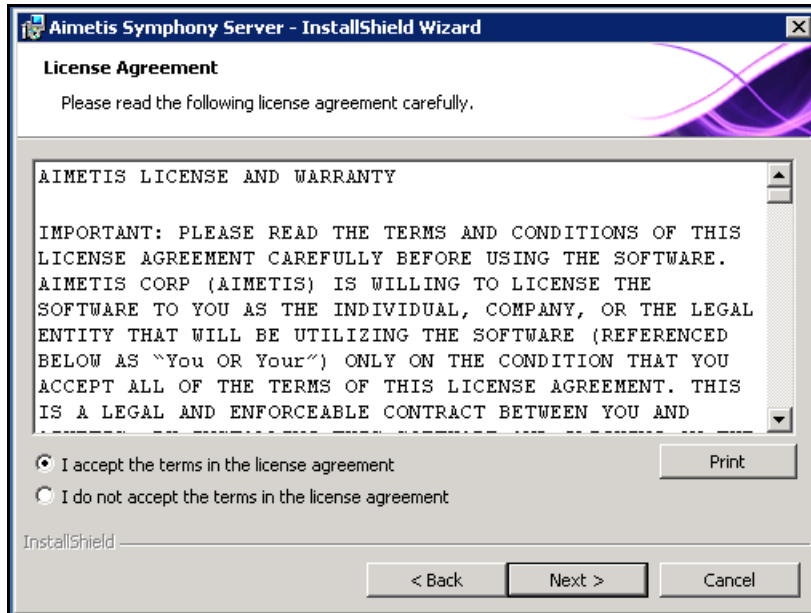 Aimetis Symphony Server - InstallShield Wizard
License Agreement
Please read the following license agreement carefully.
AIMETIS LICENSE AND WARRANTY
IMPORTANT: PLEASE READ THE TERMS AND CONDITIONS OF THIS
LICENSE AGREEMENT CAREFULLY BEFORE USING THE SOFTWARE.
AIMETIS CORP (AIMETIS) IS WILLING TO LICENSE THE
SOFTWARE TO YOU AS THE INDIVIDUAL, COMPANY, OR THE LEGAL
ENTITY THAT WILL BE UTILIZING THE SOFTWARE (REFERENCED
BELOW AS “You OR Your”) ONLY ON THE CONDITION THAT YOU
ACCEPT ALL OF THE TERMS OF THIS LICENSE AGREEMENT. THIS
IS A LEGAL AND ENFORCEABLE CONTRACT BETWEEN YOU AND
I accept the terms in the license agreement
Print
I do not accept the terms in the license agreement
InstallShield
< Back
Next >
Cancel